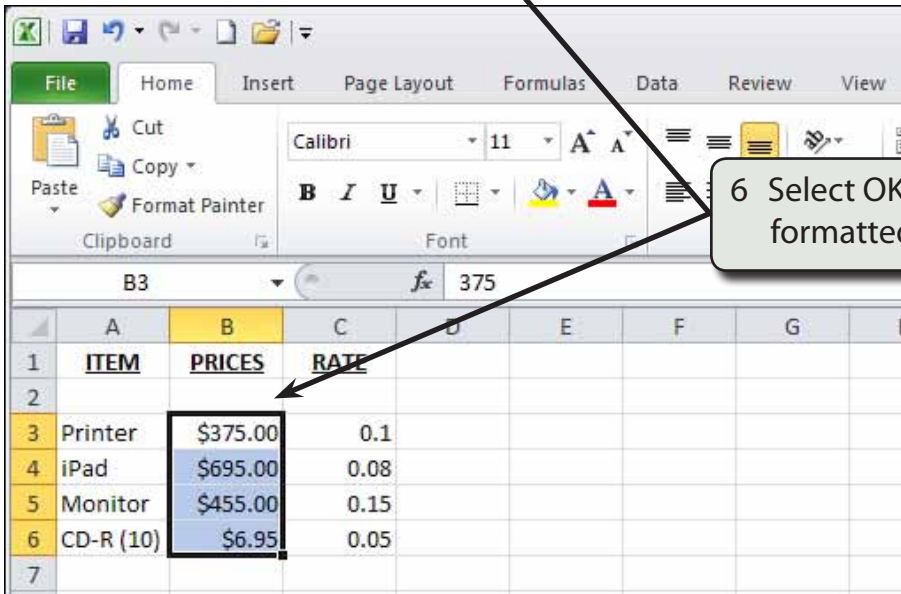 File Home Insert Page Layout Formulas Data Review View
Cut
Copy
Format Painter
Paste
Calibri 11 A A
B I U A
Clipboard Font
6 Select OK
formatted
B3 fx 375
A B C D E F G
1 ITEM PRICES RATE
2
3 Printer $375.00 0.1
4 iPad $695.00 0.08
5 Monitor $455.00 0.15
6 CD-R (10) $6.95 0.05
7